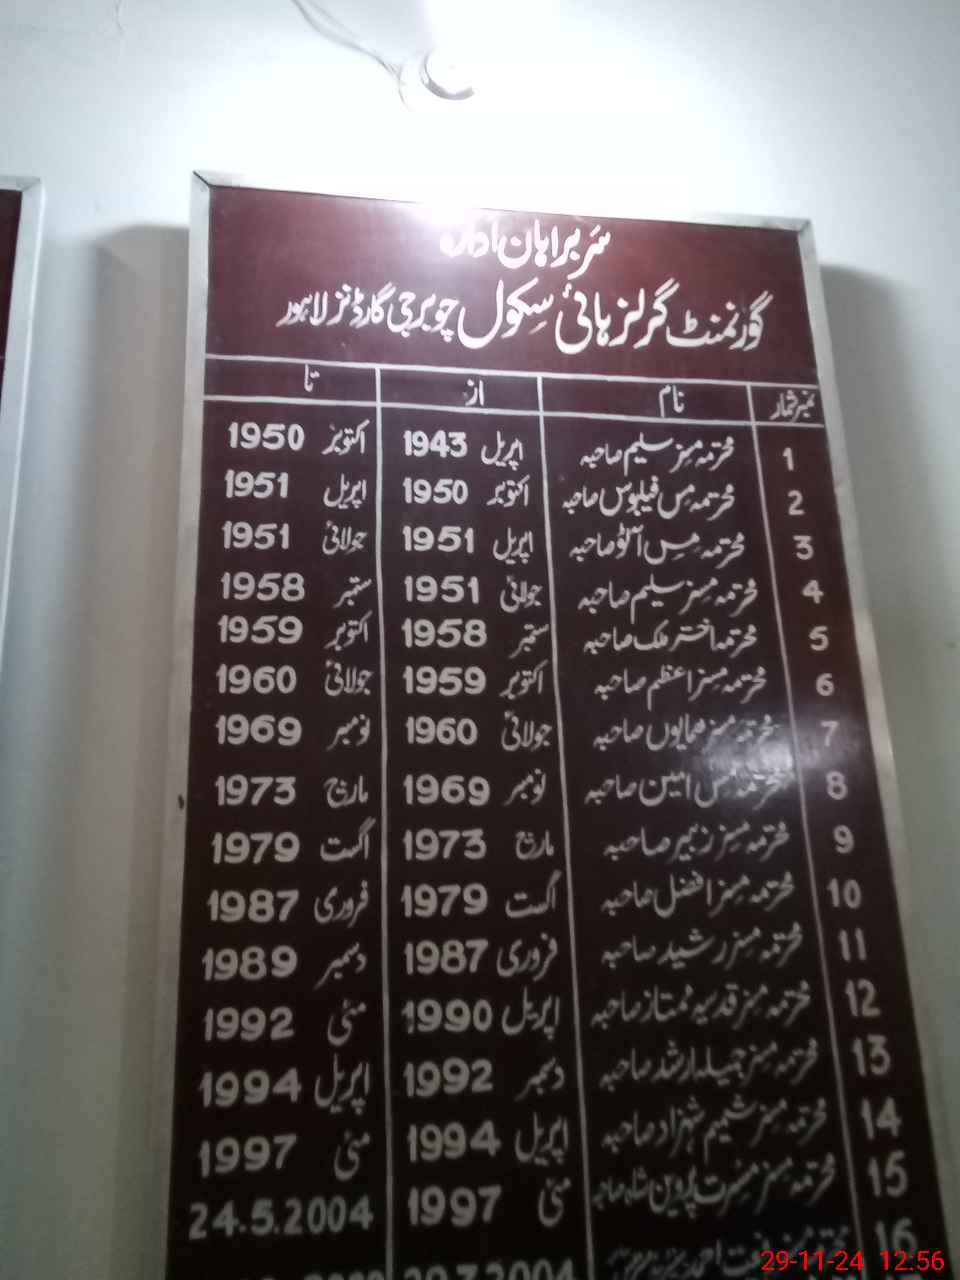 سربراہان ادارہ
گورنمنٹ گرلز ہائی سکول چوبرجی گارڈنز لاہور
نمبر شمار نام از تا
1 محترمہ مسز سلیم صاحبہ اپریل 1943 اکتوبر 1950
2 محترمہ مس فیلبوس صاحبہ اکتوبر 1950 اپریل 1951
3 محترمہ مس آلٹو صاحبہ اپریل 1951 جولائی 1951
4 محترمہ مسز سلیم صاحبہ جولائی 1951 ستمبر 1958
5 محترمہ اختر ملک صاحبہ ستمبر 1958 اکتوبر 1959
6 محترمہ مسز اعظم صاحبہ اکتوبر 1959 جولائی 1960
7 محترمہ مسز ہمایوں صاحبہ جولائی 1960 نومبر 1969
8 محترمہ مس امین صاحبہ نومبر 1969 مارچ 1973
9 محترمہ مسز زبیر صاحبہ مارچ 1973 اگست 1979
10 محترمہ مسز افضل صاحبہ اگست 1979 فروری 1987
11 محترمہ مسز رشید صاحبہ فروری 1987 دسمبر 1989
12 محترمہ مسز قدسیہ ممتاز صاحبہ اپریل 1990 مئی 1992
13 محترمہ مسز جمیلہ ارشد صاحبہ دسمبر 1992 اپریل 1994
14 محترمہ مسز شمیم شہزاد صاحبہ اپریل 1994 مئی 1997
15 محترمہ مسز مسرت پروین شاہ صاحبہ مئی 1997 24.5.2004
16 محترمہ
29-11-24 12:56